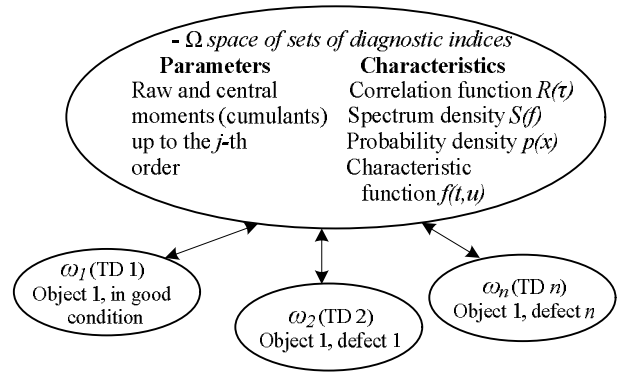 - Ω space of sets of diagnostic indices
Parameters
Raw and central
moments (cumulants)
up to the j-th
order
Characteristics
Correlation function R(τ)
Spectrum density S(f)
Probability density p(x)
Characteristic
function f(t,u)
ω1 (TD 1)
Object 1, in good
condition
ω2 (TD 2)
Object 1, defect 1
ωn (TD n)
Object 1, defect n